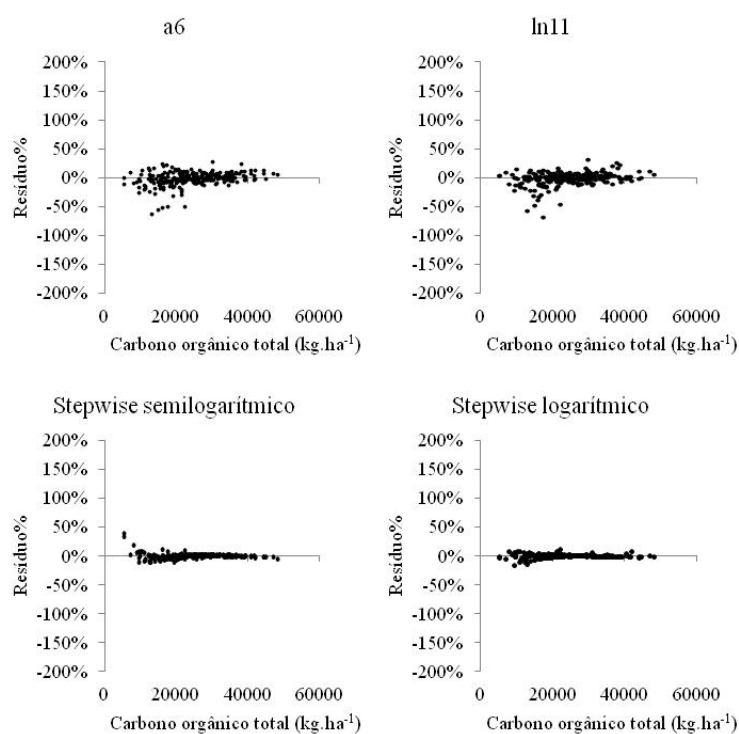 a6
200%
150%
100%
50%
0%
-50%
-100%
-150%
-200%
Resíduo%
0 20000 40000 60000
Carbono orgânico total (kg.ha-1)
ln11
200%
150%
100%
50%
0%
-50%
-100%
-150%
-200%
Resíduo%
0 20000 40000 60000
Carbono orgânico total (kg.ha-1)
Stepwise semilogarítmico
200%
150%
100%
50%
0%
-50%
-100%
-150%
-200%
Resíduo%
0 20000 40000 60000
Carbono orgânico total (kg.ha-1)
Stepwise logarítmico
200%
150%
100%
50%
0%
-50%
-100%
-150%
-200%
Resíduo%
0 20000 40000 60000
Carbono orgânico total (kg.ha-1)